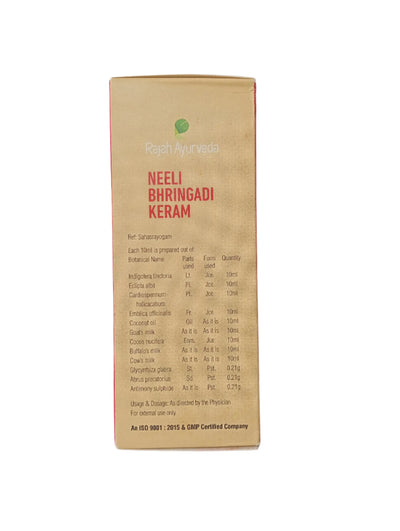 Rajah Ayurveda
NEELI
BHRINGADI
KERAM
Ref: Sahasrayogam
Each 10ml is prepared out of:
Botanical Name Parts used Form used Quantity
Indigofera tinctoria Lf. Jce. 10ml
Eclipta alba Pl. Jce. 10ml
Cardiospermum halicacabum Pl. Jce. 10ml
Emblica officinalis Fr. Jce. 10ml
Coconut oil Oil As it is 10ml
Goat's milk As it is As it is 10ml
Cocos nucifera Enm. Jce. 10ml
Buffalo's milk As it is As it is 10ml
Cow's milk As it is As it is 10ml
Glycyrrhiza glabra St. Pst. 0.21g
Abrus precatorius Sd. Pst. 0.21g
Antimony sulphide As it is Pst. 0.21g
Usage & Dosage: As directed by the Physician
For external use only
An ISO 9001 : 2015 & GMP Certified Company